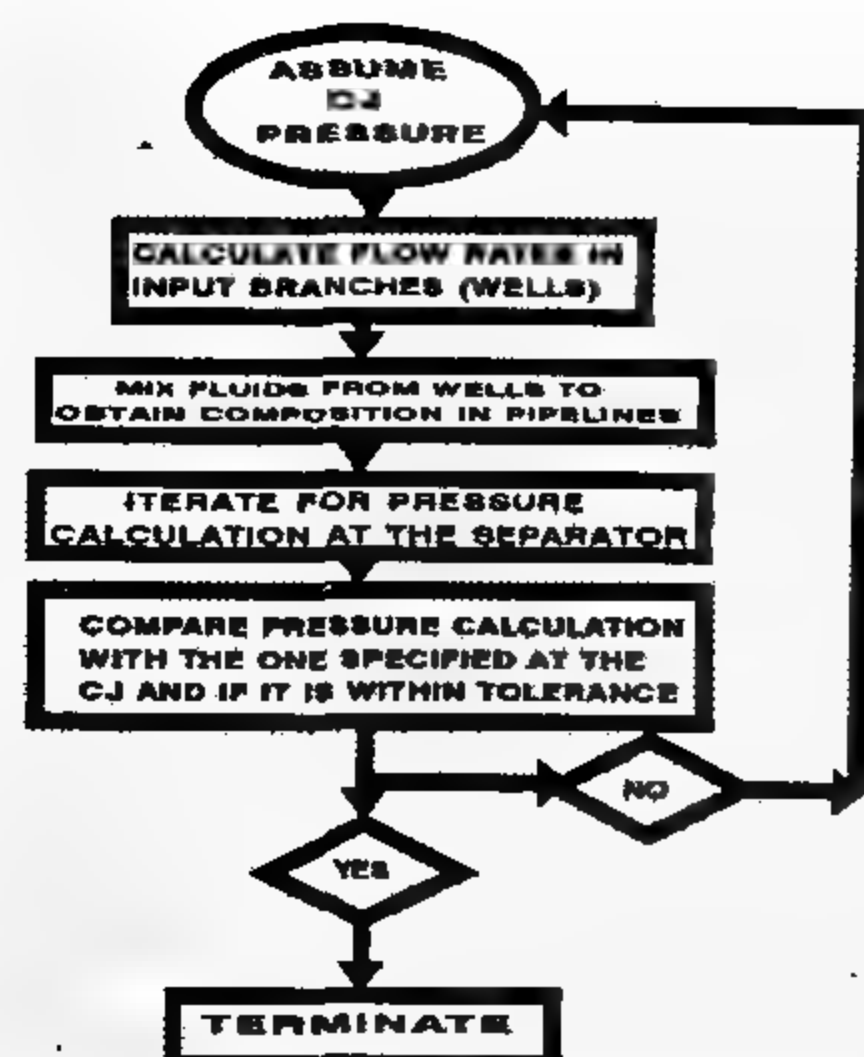 ASSUME
CJ
PRESSURE
CALCULATE FLOW RATES IN
INPUT BRANCHES (WELLS)
MIX FLUIDS FROM WELLS TO
OBTAIN COMPOSITION IN PIPELINES
ITERATE FOR PRESSURE
CALCULATION AT THE SEPARATOR
COMPARE PRESSURE CALCULATION
WITH THE ONE SPECIFIED AT THE
CJ AND IF IT IS WITHIN TOLERANCE
NO
YES
TERMINATE